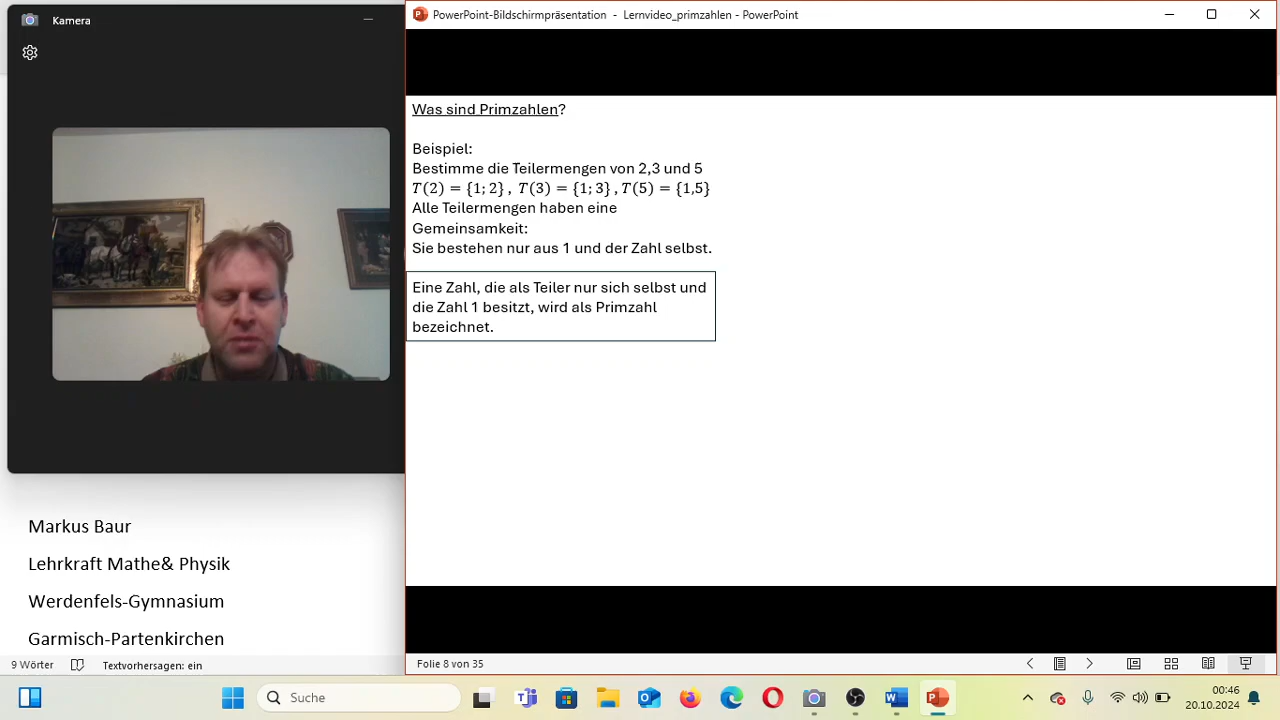 Kamera
PowerPoint-Bildschirmpräsentation - Lernvideo_primzahlen - PowerPoint
Was sind Primzahlen?
Beispiel:
Bestimme die Teilermengen von 2,3 und 5
T(2) = {1; 2} , T(3) = {1; 3} , T(5) = {1,5}
Alle Teilermengen haben eine
Gemeinsamkeit:
Sie bestehen nur aus 1 und der Zahl selbst.
Eine Zahl, die als Teiler nur sich selbst und
die Zahl 1 besitzt, wird als Primzahl
bezeichnet.
Markus Baur
Lehrkraft Mathe& Physik
Werdenfels-Gymnasium
Garmisch-Partenkirchen
9 Wörter
Textvorhersagen: ein
Folie 8 von 35
Suche
00:46
20.10.2024